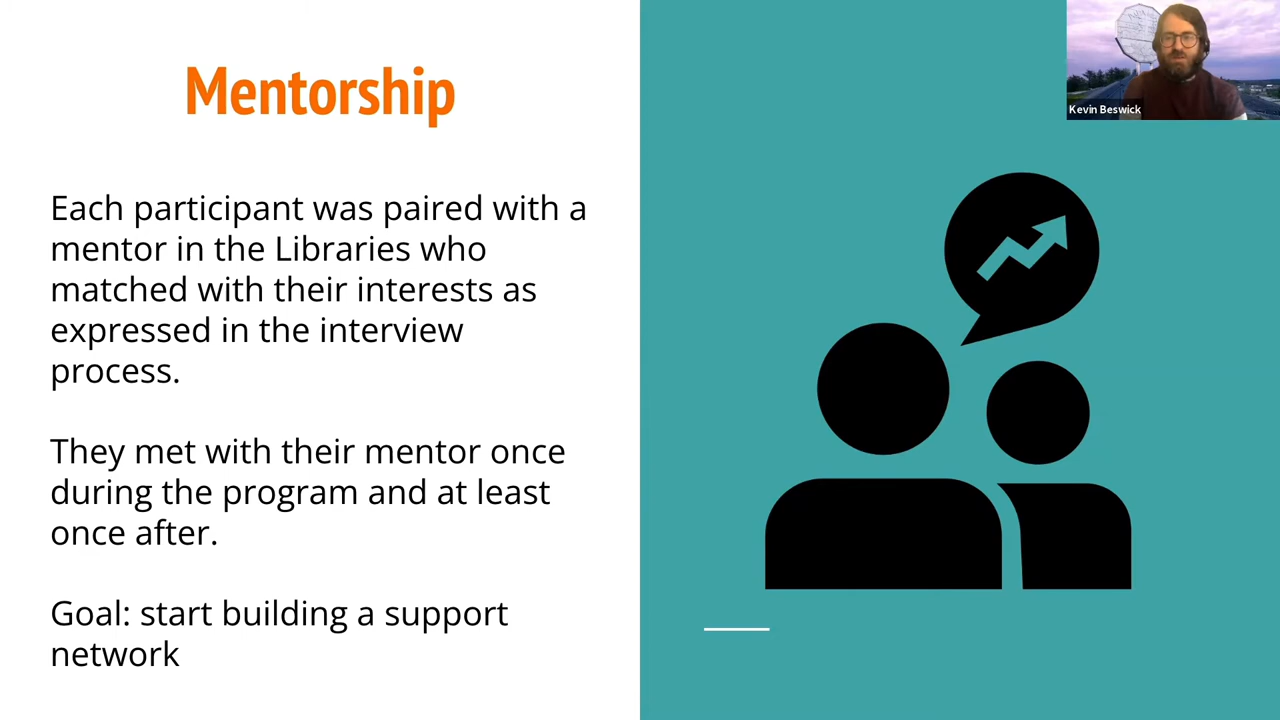 Mentorship
Each participant was paired with a
mentor in the Libraries who
matched with their interests as
expressed in the interview
process.
They met with their mentor once
during the program and at least
once after.
Goal: start building a support
network
Kevin Beswick